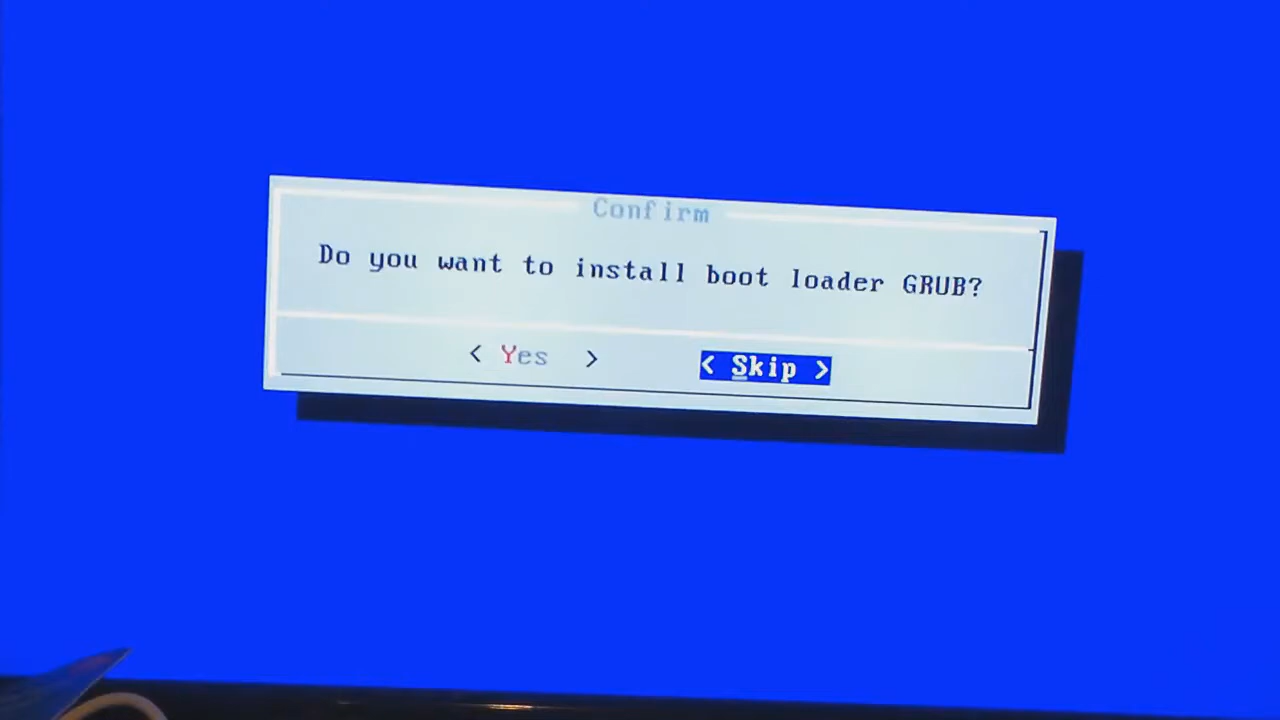 Confirm
Do you want to install boot loader GRUB?
< Yes > < Skip >